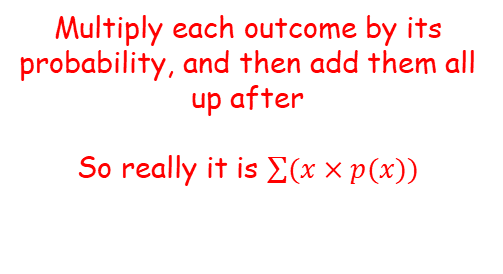 Multiply each outcome by its
probability, and then add them all
up after
So really it is ∑(x × p(x))